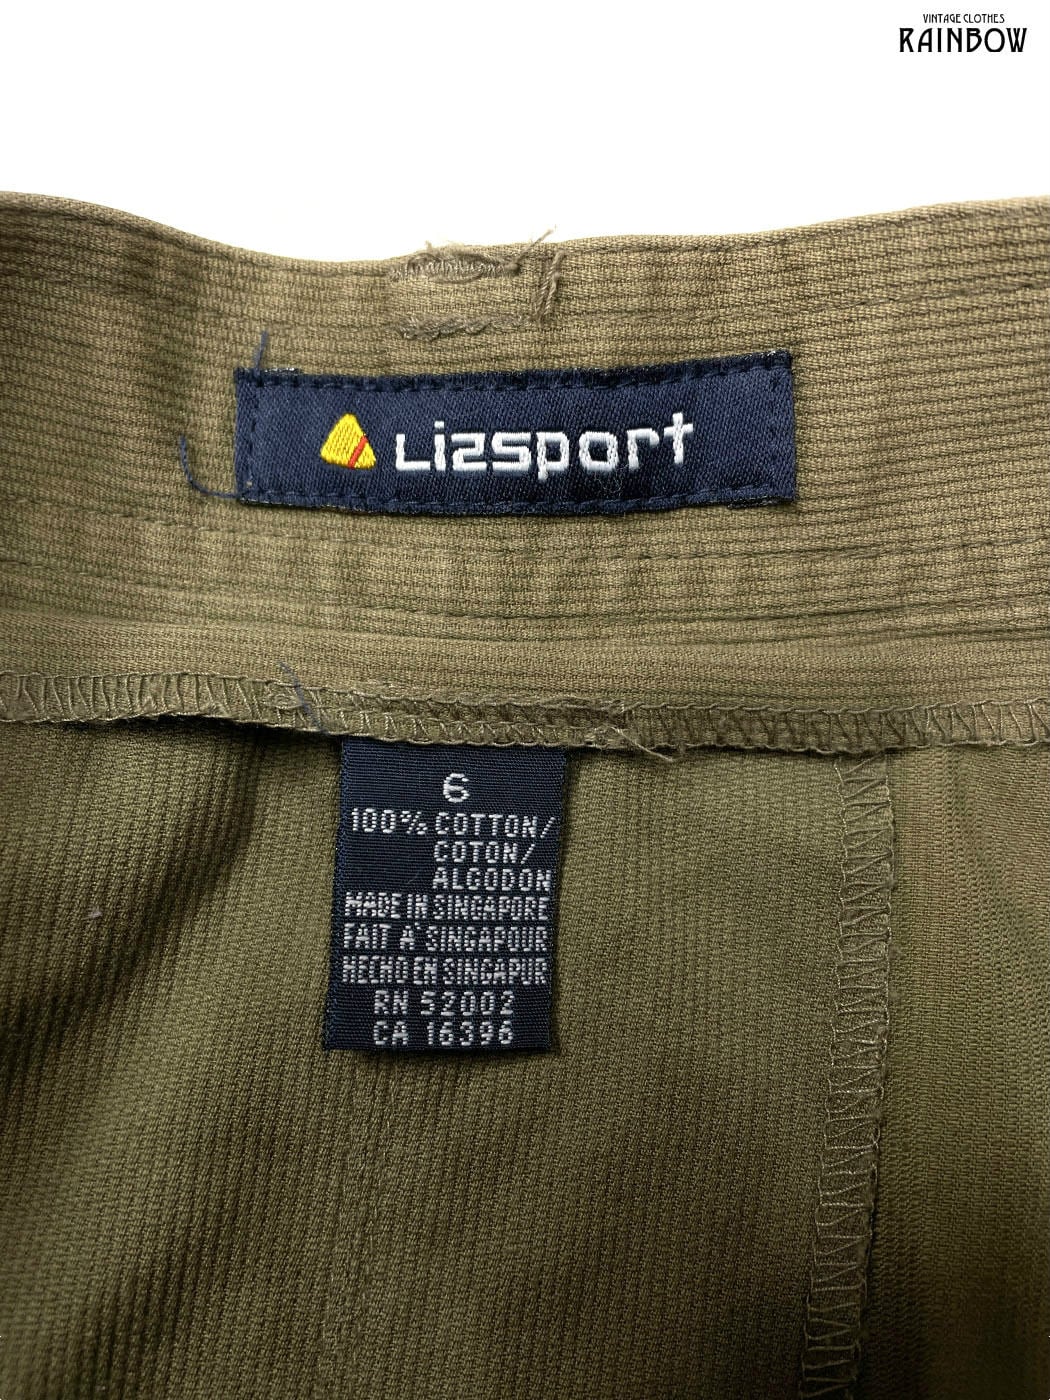 VINTAGE CLOTHES
RAINBOW
Lizsport
6
100% COTTON/
COTON/
ALGODON
MADE IN SINGAPORE
FAIT A' SINGAPOUR
HECHO EN SINGAPUR
RN 52002
CA 16396